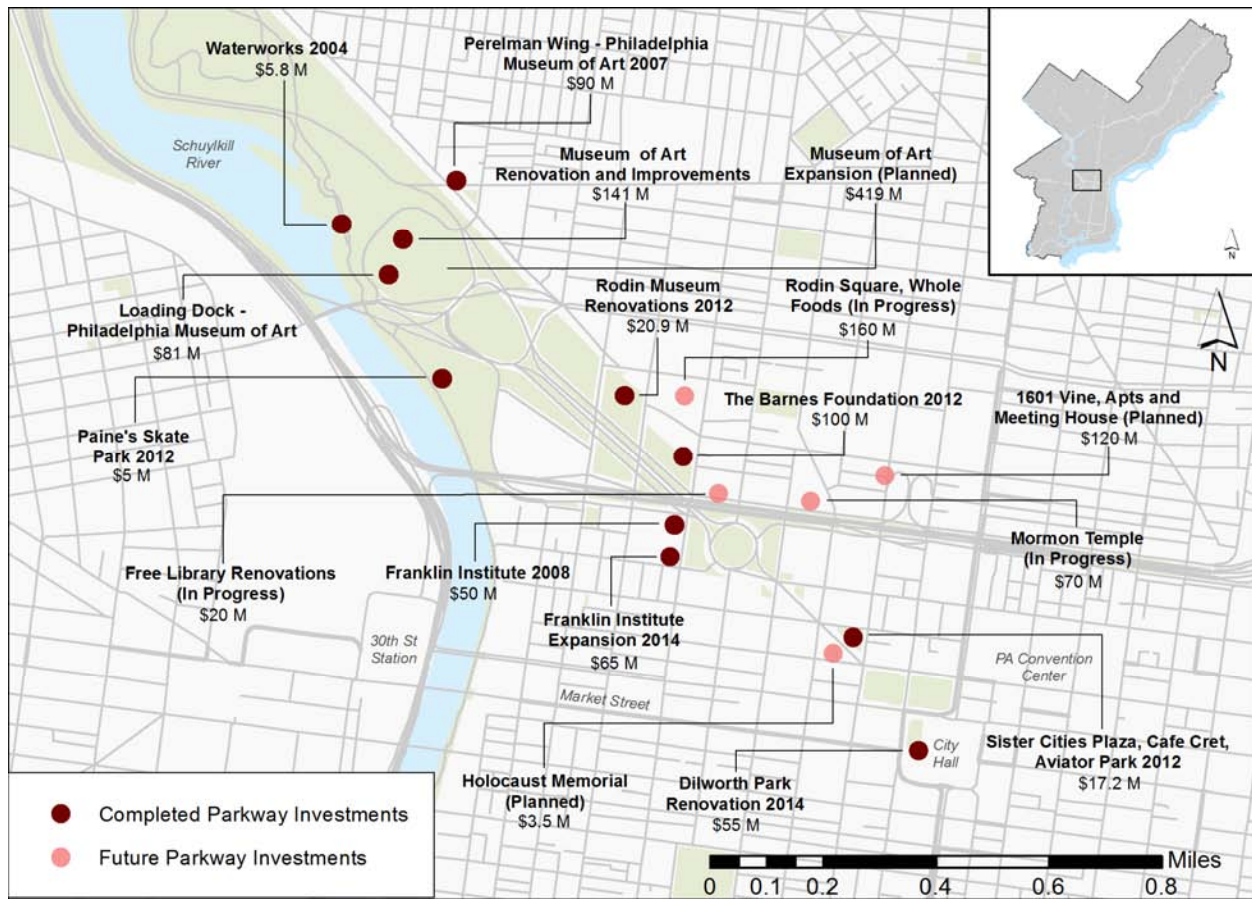 Waterworks 2004
$5.8 M
Perelman Wing - Philadelphia
Museum of Art 2007
$90 M
Schuylkill
River
Museum of Art
Renovation and Improvements
$141 M
Museum of Art
Expansion (Planned)
$419 M
N
Loading Dock -
Philadelphia Museum of Art
$81 M
Rodin Museum
Renovations 2012
$20.9 M
Rodin Square, Whole
Foods (In Progress)
$160 M
N
Paine's Skate
Park 2012
$5 M
The Barnes Foundation 2012
$100 M
1601 Vine, Apts and
Meeting House (Planned)
$120 M
Free Library Renovations
(In Progress)
$20 M
Franklin Institute 2008
$50 M
Mormon Temple
(In Progress)
$70 M
Franklin Institute
Expansion 2014
$65 M
30th St
Station
PA Convention
Center
Market Street
City
Hall
Sister Cities Plaza, Cafe Cret,
Aviator Park 2012
$17.2 M
Holocaust Memorial
(Planned)
$3.5 M
Dilworth Park
Renovation 2014
$55 M
Completed Parkway Investments
Future Parkway Investments
Miles
0 0.1 0.2 0.4 0.6 0.8